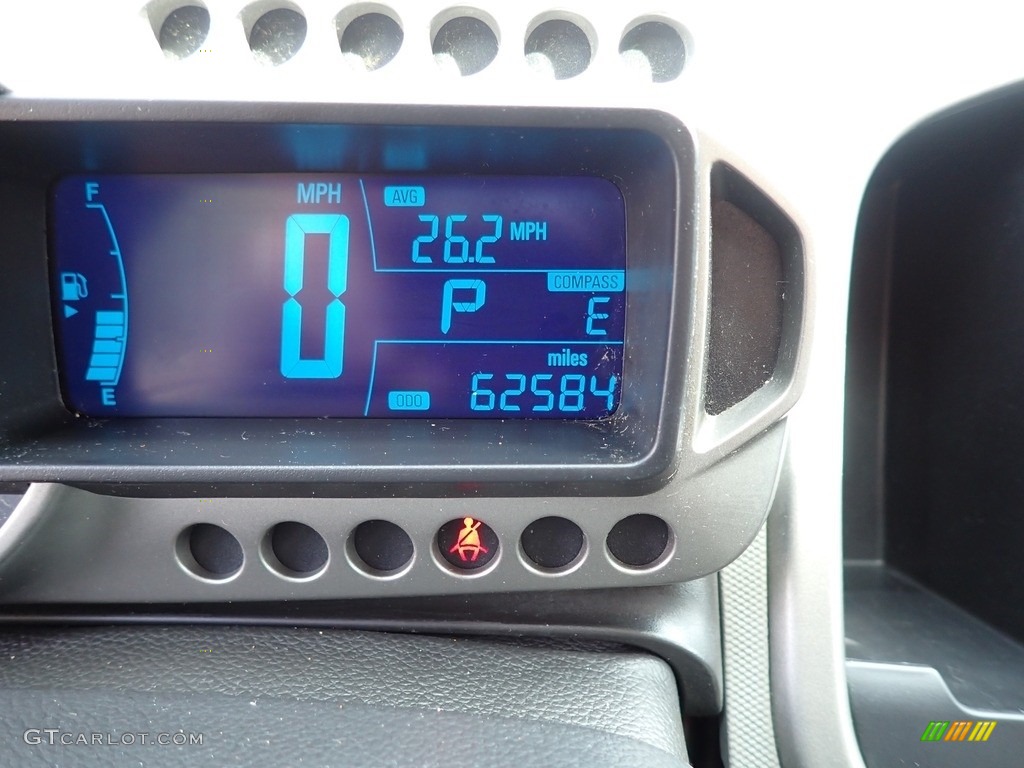 F
MPH
0
AVG
26.2 MPH
COMPASS
P
E
miles
ODO
62584
E
GTCARLOT.COM